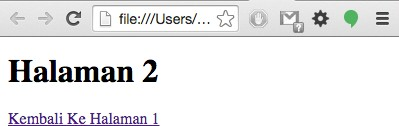 file:///Users/...
Halaman 2
Kembali Ke Halaman 1